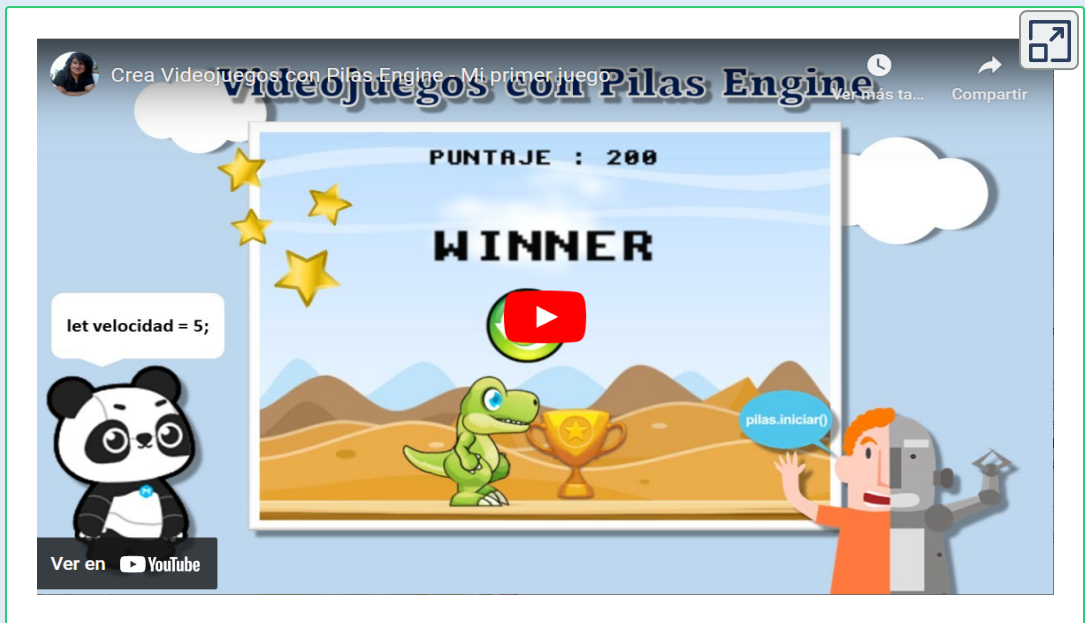 Crea Videojuegos con Pilas Engine - Mi primer juego
Videojuegos con Pilas Engine
Ver más ta...
Compartir
PUNTAJE : 200
WINNER
let velocidad = 5;
pilas.iniciar()
Ver en YouTube